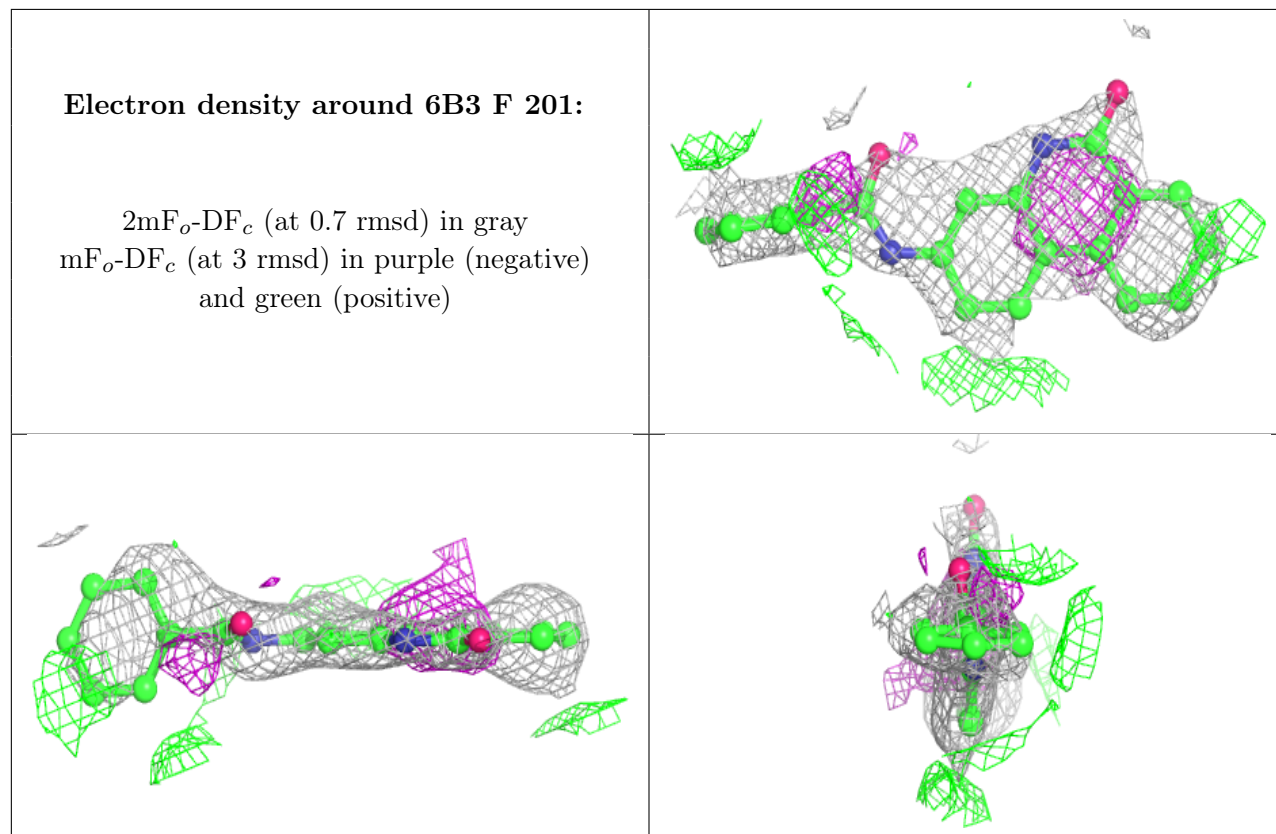 Electron density around 6B3 F 201:
2mFₒ-DF𝒸 (at 0.7 rmsd) in gray
mFₒ-DF𝒸 (at 3 rmsd) in purple (negative)
and green (positive)